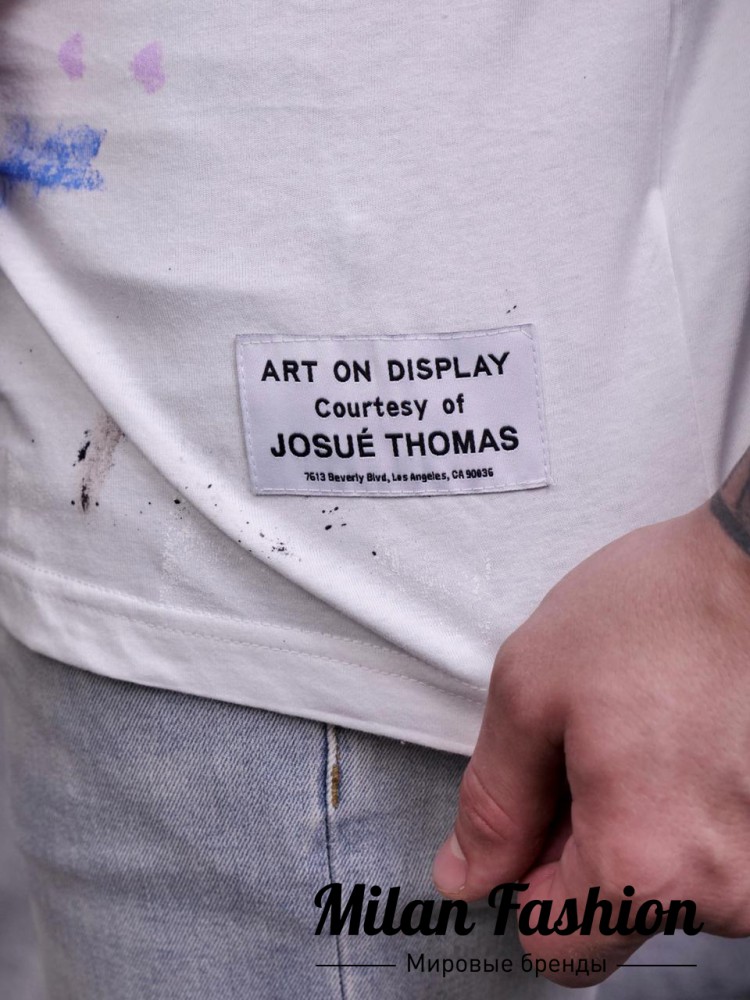 ART ON DISPLAY
Courtesy of
JOSUÉ THOMAS
7613 Beverly Blvd, Los Angeles, CA 90036
Milan Fashion
Мировые бренды